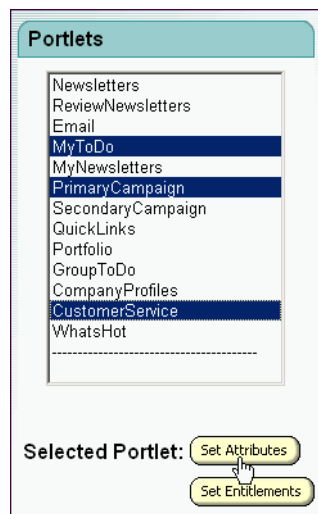 Portlets
Newsletters
ReviewNewsletters
Email
MyToDo
MyNewsletters
PrimaryCampaign
SecondaryCampaign
QuickLinks
Portfolio
GroupToDo
CompanyProfiles
CustomerService
WhatsHot
----------------------------------------
Selected Portlet: Set Attributes
Set Entitlements